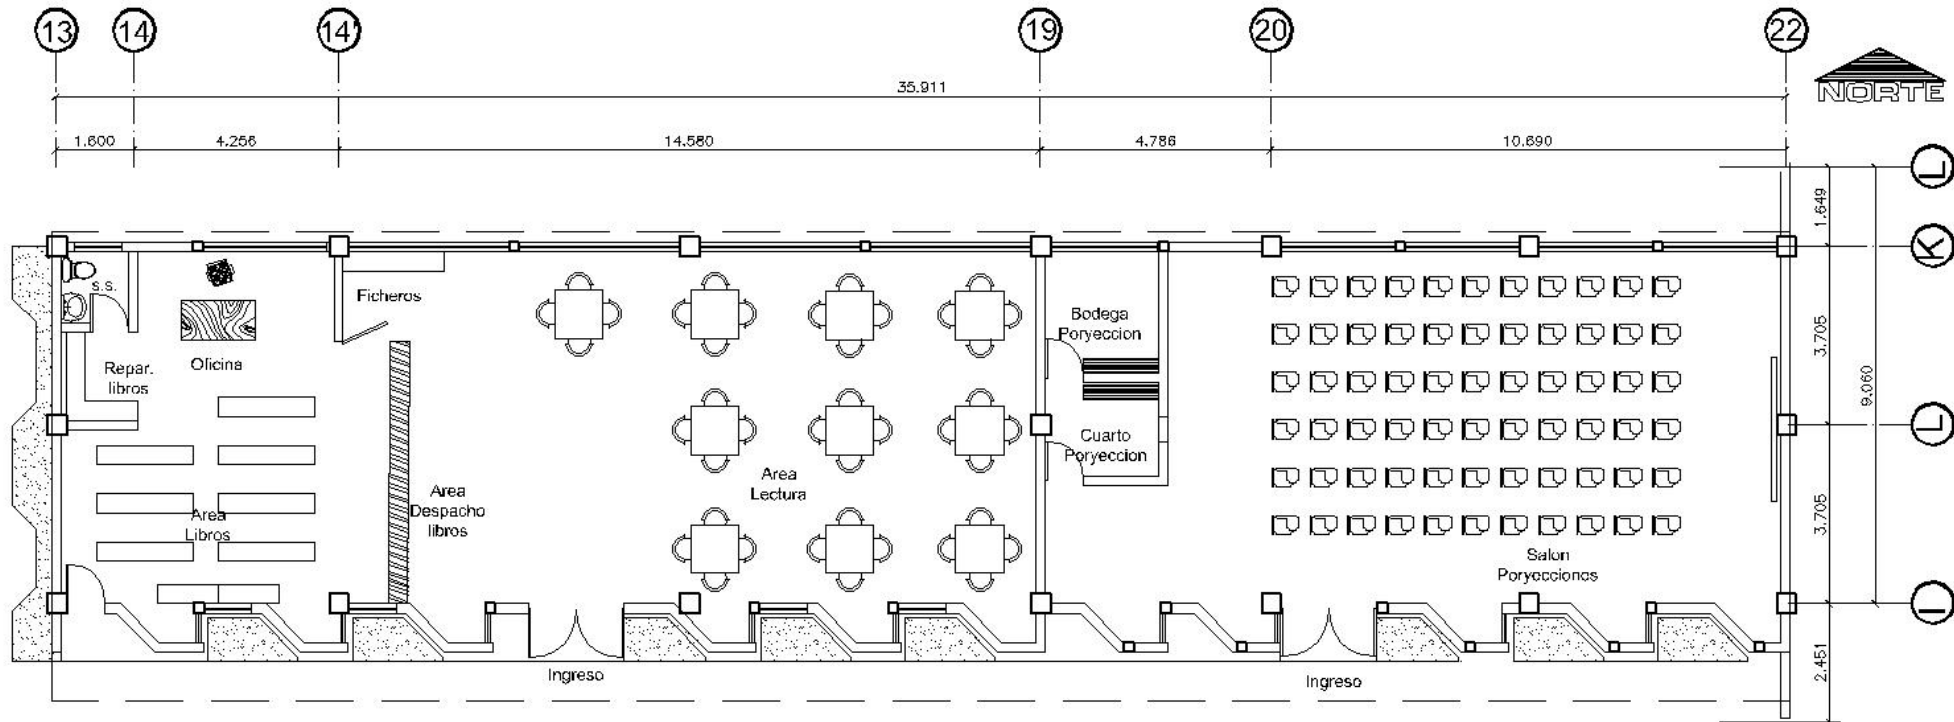 13 14 14' 19 20 22
NORTE
35.911
1.600 4.256 14.580 4.786 10.690
L
1.649
K
3.705
9.060
L
3.705
I
2.451
s.s.
Ficheros
Bodega
Poryeccion
Repar.
libros
Oficina
Cuarto
Poryeccion
Area
Lectura
Area
Despacho
libros
Area
Libros
Salon
Poryecciones
Ingreso
Ingreso